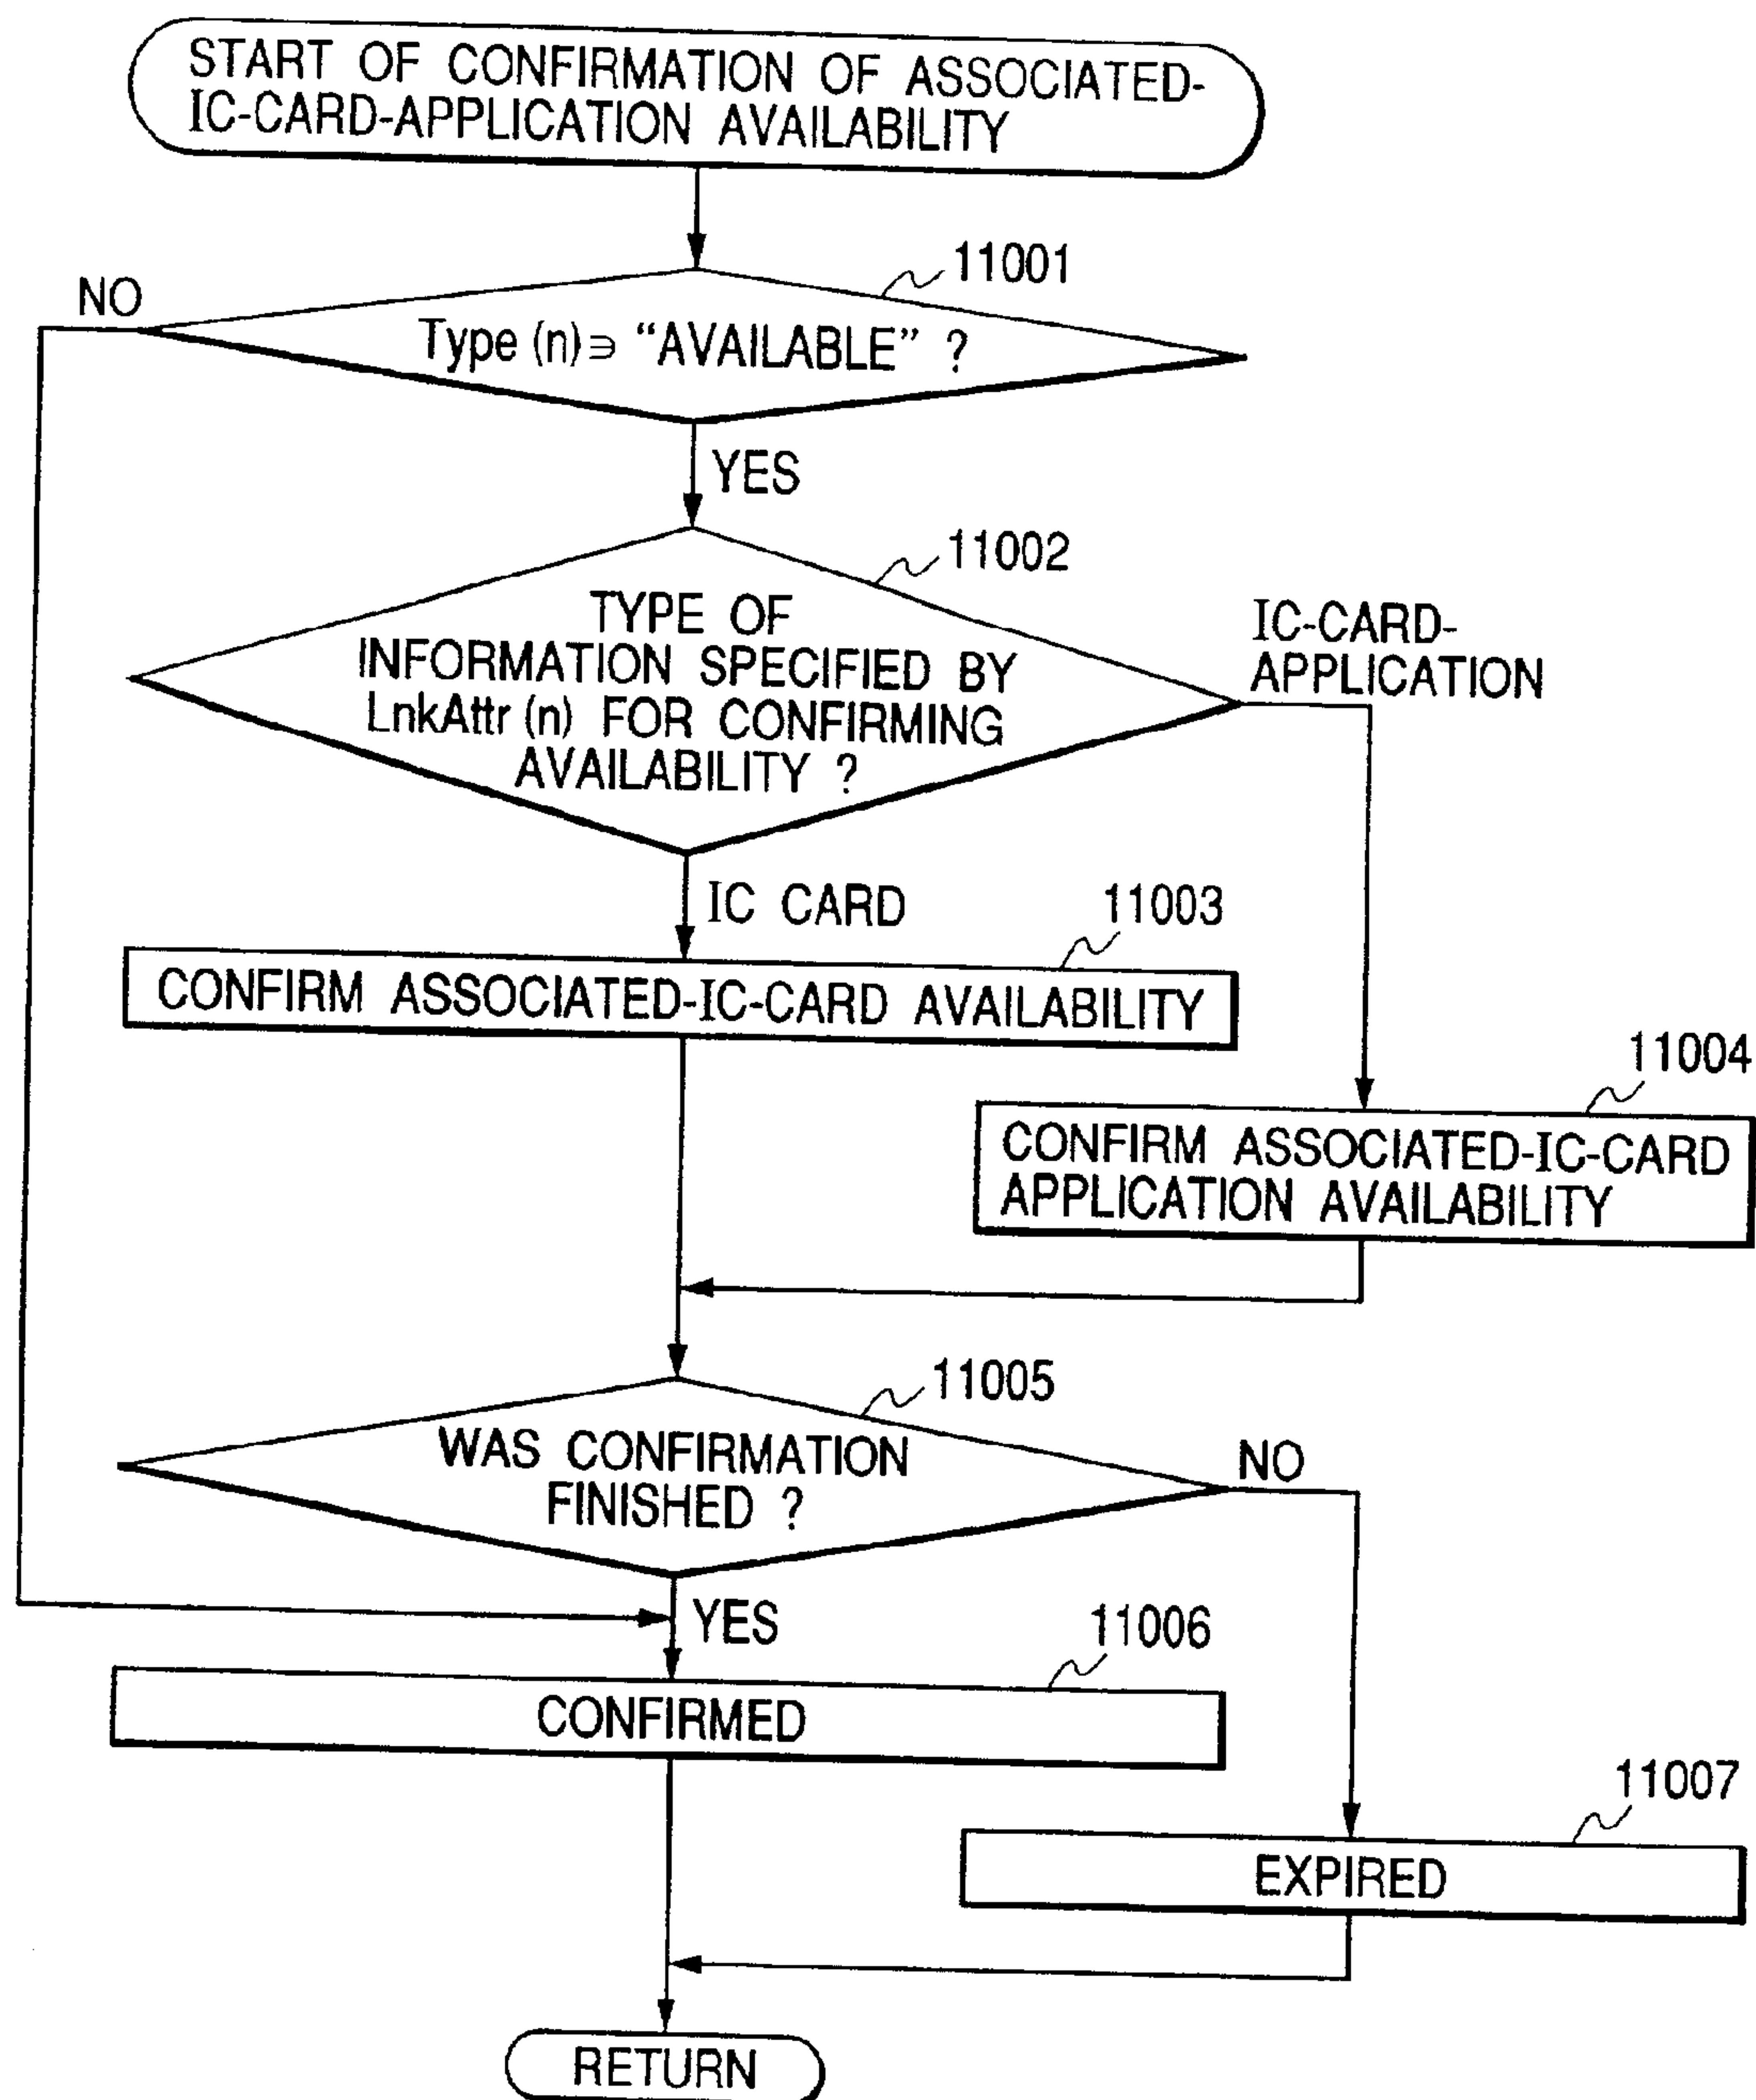 START OF CONFIRMATION OF ASSOCIATED-
IC-CARD-APPLICATION AVAILABILITY
11001
NO
Type (n)∋ “AVAILABLE” ?
YES
11002
TYPE OF
INFORMATION SPECIFIED BY
LnkAttr (n) FOR CONFIRMING
AVAILABILITY ?
IC-CARD-
APPLICATION
IC CARD
11003
CONFIRM ASSOCIATED-IC-CARD AVAILABILITY
11004
CONFIRM ASSOCIATED-IC-CARD
APPLICATION AVAILABILITY
11005
WAS CONFIRMATION
FINISHED ?
NO
YES
11006
CONFIRMED
11007
EXPIRED
RETURN